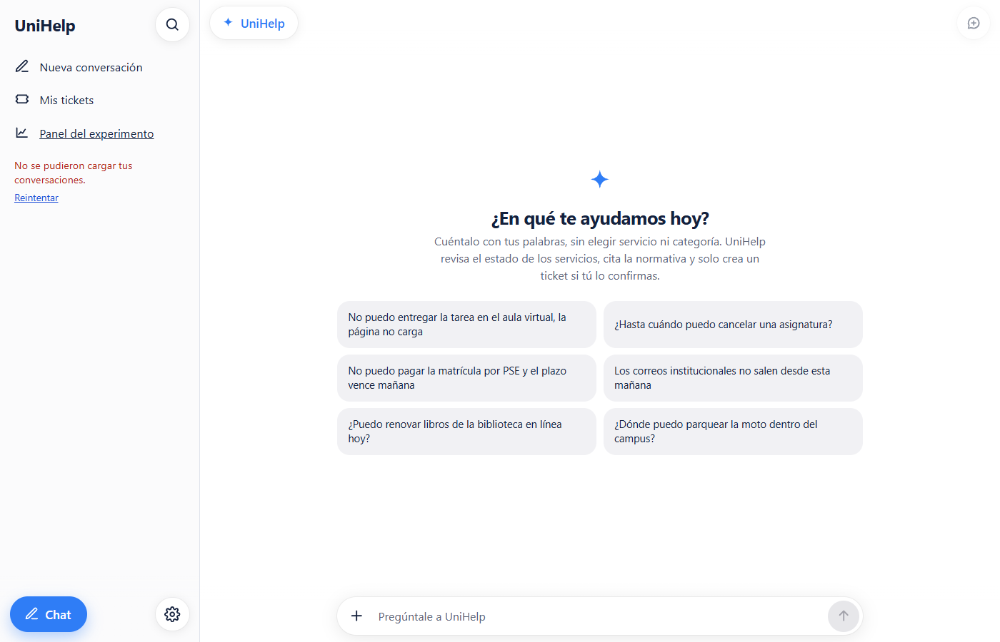 UniHelp
Nueva conversación
Mis tickets
Panel del experimento
No se pudieron cargar tus
conversaciones.
Reintentar
Chat
UniHelp
¿En qué te ayudamos hoy?
Cuéntalo con tus palabras, sin elegir servicio ni categoría. UniHelp
revisa el estado de los servicios, cita la normativa y solo crea un
ticket si tú lo confirmas.
No puedo entregar la tarea en el aula virtual, la
página no carga
¿Hasta cuándo puedo cancelar una asignatura?
No puedo pagar la matrícula por PSE y el plazo
vence mañana
Los correos institucionales no salen desde esta
mañana
¿Puedo renovar libros de la biblioteca en línea
hoy?
¿Dónde puedo parquear la moto dentro del
campus?
Pregúntale a UniHelp